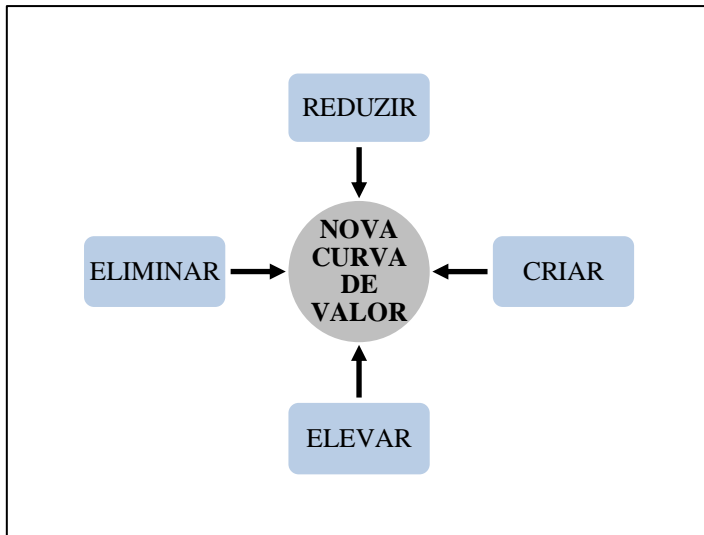 REDUZIR
ELIMINAR
NOVA
CURVA
DE
VALOR
CRIAR
ELEVAR